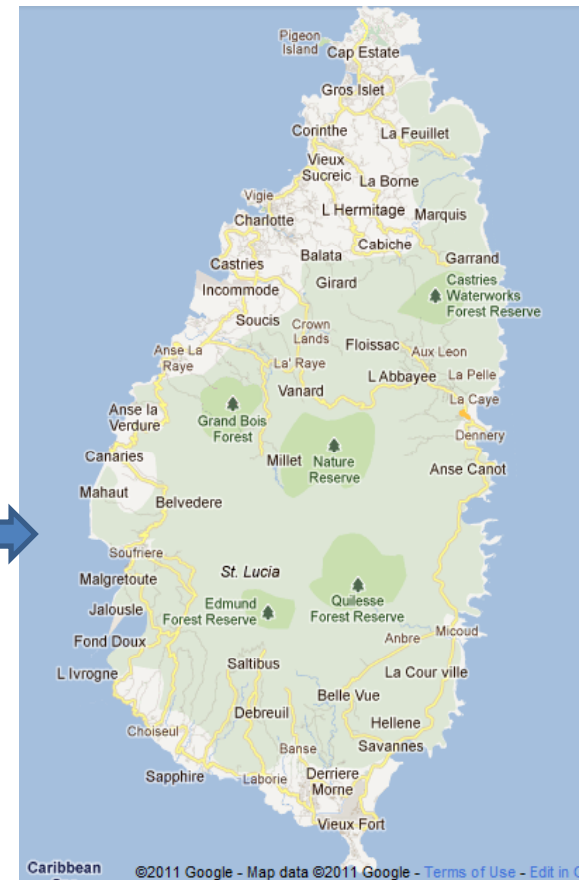 Pigeon
Island
Cap Estate
Gros Islet
Corinthe
La Feuillet
Vieux
Sucreic
La Borne
Vigie
L Hermitage
Marquis
Charlotte
Cabiche
Balata
Garrand
Castries
Girard
Castries
Waterworks
Forest Reserve
Incommode
Soucis
Crown
Lands
Floissac
Aux Leon
Anse La
Raye
La' Raye
La Pelle
L Abbayee
Vanard
La Caye
Anse la
Verdure
Grand Bois
Forest
Dennery
Canaries
Millet
Nature
Reserve
Anse Canot
Mahaut
Belvedere
Soufriere
St. Lucia
Malgretoute
Edmund
Forest Reserve
Quilesse
Forest Reserve
Jalousle
Anbre
Micoud
Fond Doux
Saltibus
L Ivrogne
La Cour ville
Belle Vue
Debreuil
Choiseul
Hellene
Banse
Savannes
Sapphire
Laborie
Derriere
Morne
Vieux Fort
Caribbean
©2011 Google - Map data ©2011 Google - Terms of Use - Edit in